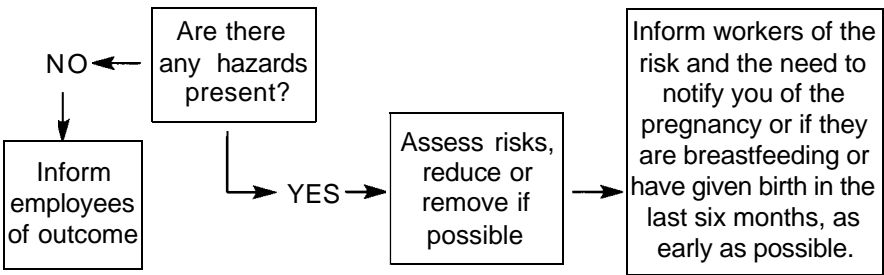 Are there
any hazards
present?
NO
Inform
employees
of outcome
YES
Assess risks,
reduce or
remove if
possible
Inform workers of the
risk and the need to
notify you of the
pregnancy or if they
are breastfeeding or
have given birth in the
last six months, as
early as possible.